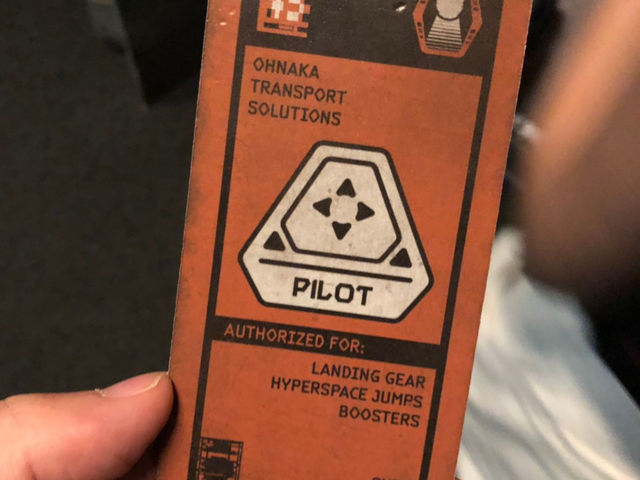 OHNAKA
TRANSPORT
SOLUTIONS
PILOT
AUTHORIZED FOR:
LANDING GEAR
HYPERSPACE JUMPS
BOOSTERS